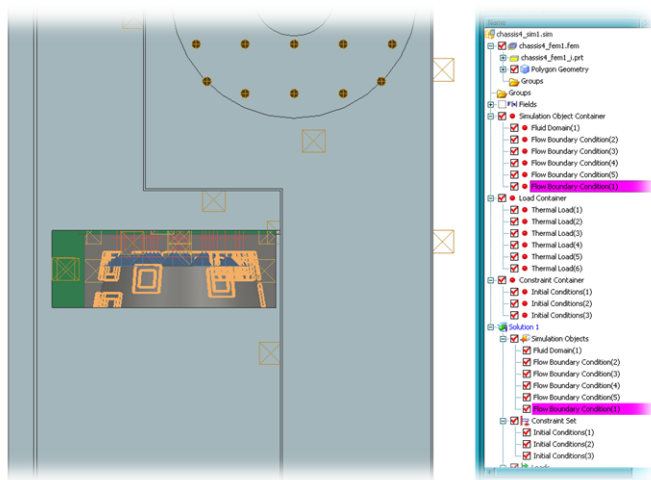 Name
chassis4_sim1.sim
chassis4_fem1.fem
chassis4_fem1_i.prt
Polygon Geometry
Groups
Groups
Fields
Simulation Object Container
Fluid Domain(1)
Flow Boundary Condition(2)
Flow Boundary Condition(3)
Flow Boundary Condition(4)
Flow Boundary Condition(5)
Flow Boundary Condition(1)
Load Container
Thermal Load(1)
Thermal Load(2)
Thermal Load(3)
Thermal Load(4)
Thermal Load(5)
Thermal Load(6)
Constraint Container
Initial Conditions(1)
Initial Conditions(2)
Initial Conditions(3)
Solution 1
Simulation Objects
Fluid Domain(1)
Flow Boundary Condition(2)
Flow Boundary Condition(3)
Flow Boundary Condition(4)
Flow Boundary Condition(5)
Flow Boundary Condition(1)
Constraint Set
Initial Conditions(1)
Initial Conditions(2)
Initial Conditions(3)
Loads